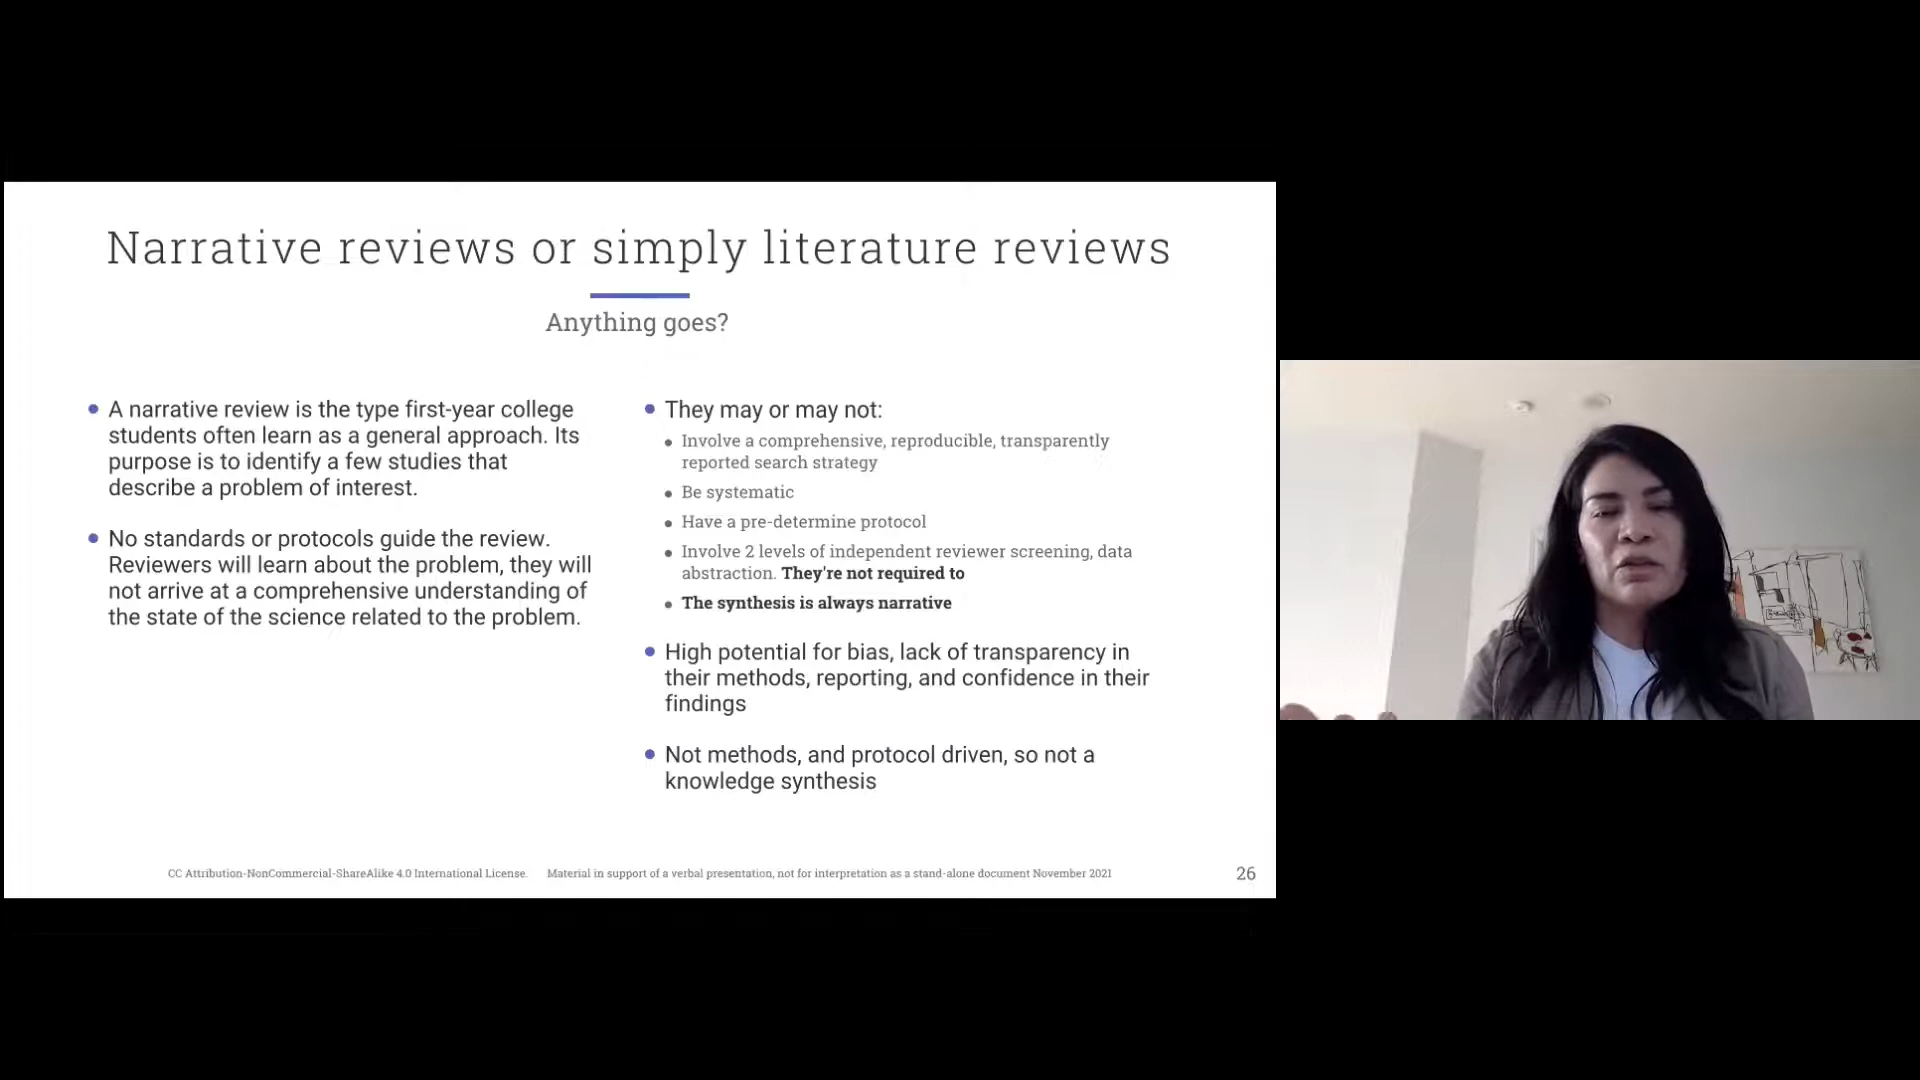 Narrative reviews or simply literature reviews
Anything goes?
A narrative review is the type first-year college
students often learn as a general approach. Its
purpose is to identify a few studies that
describe a problem of interest.
No standards or protocols guide the review.
Reviewers will learn about the problem, they will
not arrive at a comprehensive understanding of
the state of the science related to the problem.
They may or may not:
Involve a comprehensive, reproducible, transparently
reported search strategy
Be systematic
Have a pre-determine protocol
Involve 2 levels of independent reviewer screening, data
abstraction. They're not required to
The synthesis is always narrative
High potential for bias, lack of transparency in
their methods, reporting, and confidence in their
findings
Not methods, and protocol driven, so not a
knowledge synthesis
CC Attribution-NonCommercial-ShareAlike 4.0 International License. Material in support of a verbal presentation, not for interpretation as a stand-alone document November 2021
26